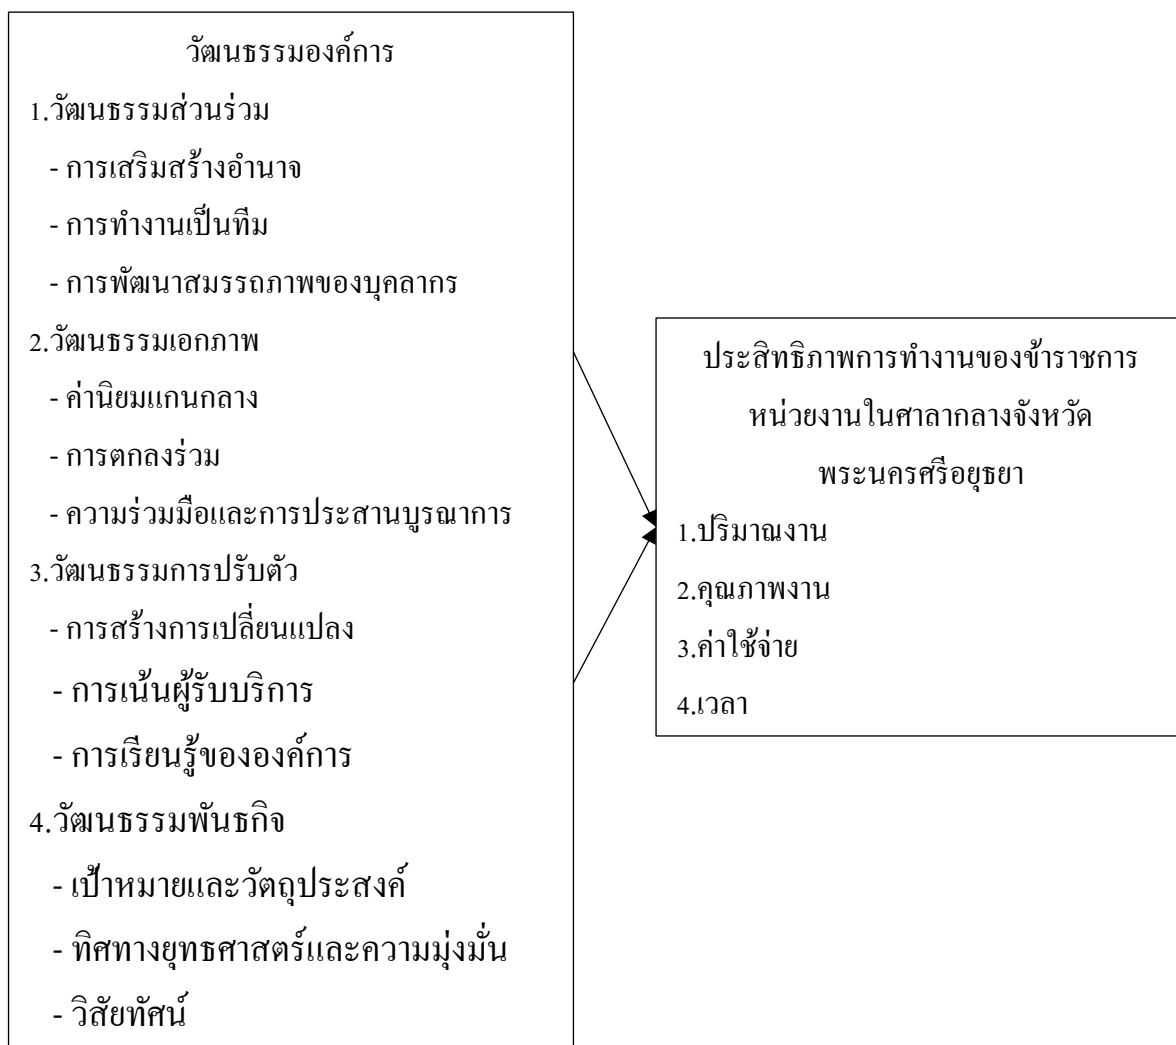 วัฒนธรรมองค์การ
1.วัฒนธรรมส่วนร่วม
- การเสริมสร้างอำนาจ
- การทำงานเป็นทีม
- การพัฒนาสมรรถภาพของบุคลากร
2.วัฒนธรรมเอกภาพ
- ค่านิยมแกนกลาง
- การตกลงร่วม
- ความร่วมมือและการประสานบูรณาการ
3.วัฒนธรรมการปรับตัว
- การสร้างการเปลี่ยนแปลง
- การเน้นผู้รับบริการ
- การเรียนรู้ขององค์การ
4.วัฒนธรรมพันธกิจ
- เป้าหมายและวัตถุประสงค์
- ทิศทางยุทธศาสตร์และความมุ่งมั่น
- วิสัยทัศน์
ประสิทธิภาพการทำงานของข้าราชการ
หน่วยงานในศาลากลางจังหวัด
พระนครศรีอยุธยา
1.ปริมาณงาน
2.คุณภาพงาน
3.ค่าใช้จ่าย
4.เวลา